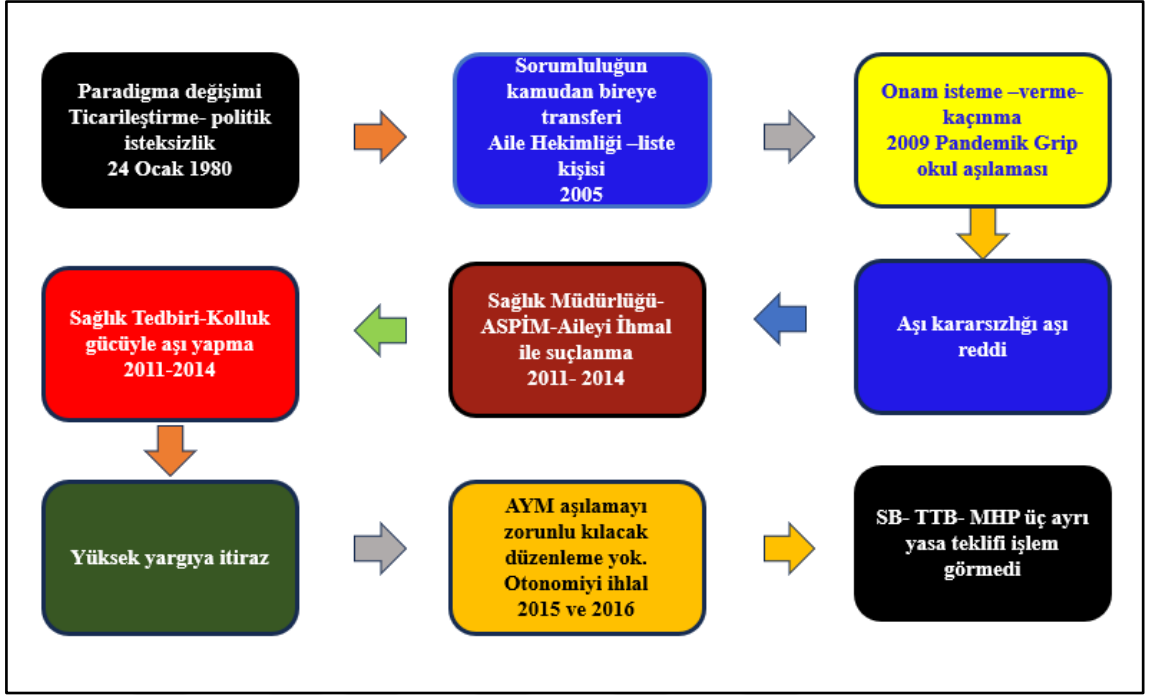 Paradigma değişimi
Ticarileştirme- politik
isteksizlik
24 Ocak 1980
Sorumluluğun
kamudan bireye
transferi
Aile Hekimliği –liste
kişisi
2005
Onam isteme –verme-
kaçınma
2009 Pandemik Grip
okul aşılaması
Aşı kararsızlığı aşı
reddi
Sağlık Müdürlüğü-
ASPİM-Aileyi İhmal
ile suçlanma
2011- 2014
Sağlık Tedbiri-Kolluk
gücüyle aşı yapma
2011-2014
Yüksek yargıya itiraz
AYM aşılamayı
zorunlu kılacak
düzenleme yok.
Otonomiyi ihlal
2015 ve 2016
SB- TTB- MHP üç ayrı
yasa teklifi işlem
görmedi